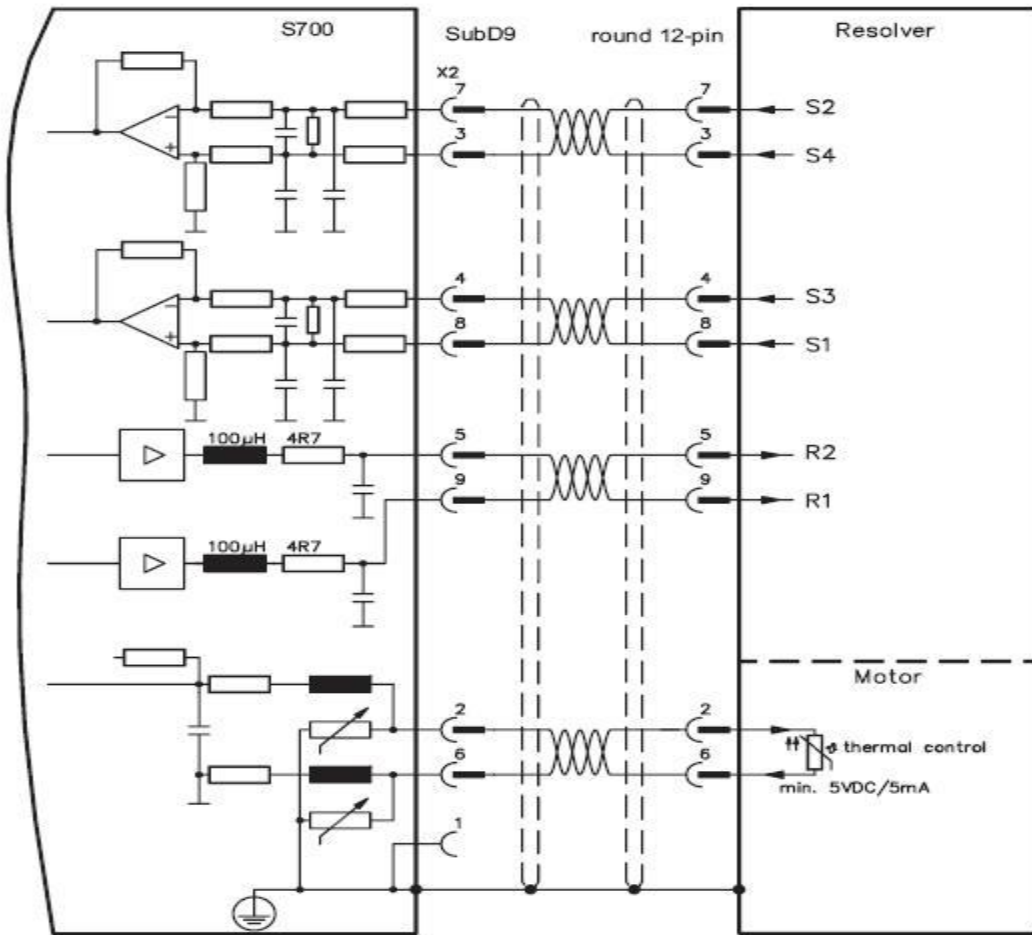 S700 SubD9 round 12-pin Resolver
X2
7 7
S2
3 3
S4
4 4
S3
8 8
S1
100µH 4R7 5 5
R2
9 9
R1
100µH 4R7
Motor
2 2
ϑ thermal control
6 6
min. 5VDC/5mA
1